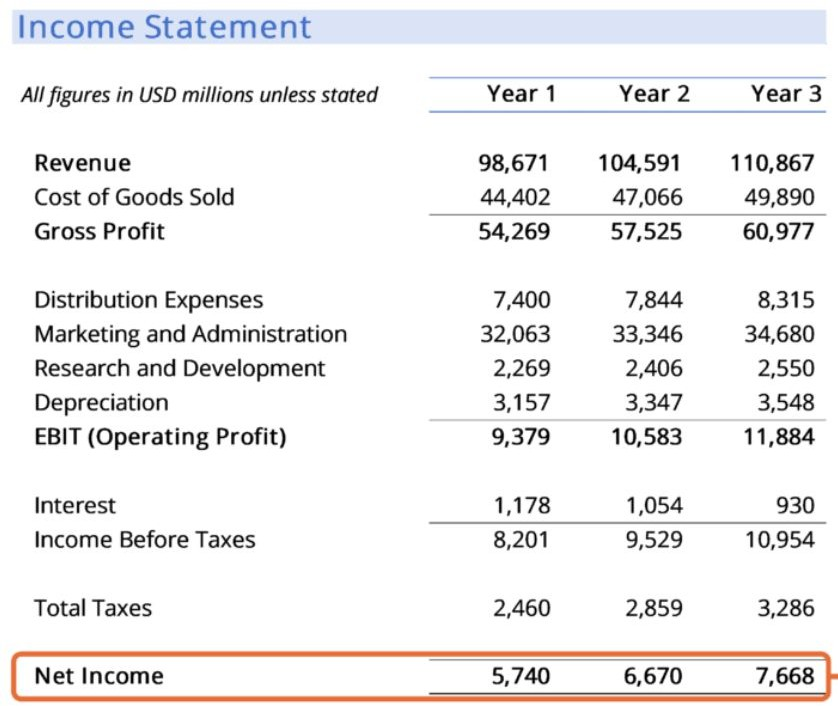 Income Statement
All figures in USD millions unless stated Year 1 Year 2 Year 3
Revenue 98,671 104,591 110,867
Cost of Goods Sold 44,402 47,066 49,890
Gross Profit 54,269 57,525 60,977
Distribution Expenses 7,400 7,844 8,315
Marketing and Administration 32,063 33,346 34,680
Research and Development 2,269 2,406 2,550
Depreciation 3,157 3,347 3,548
EBIT (Operating Profit) 9,379 10,583 11,884
Interest 1,178 1,054 930
Income Before Taxes 8,201 9,529 10,954
Total Taxes 2,460 2,859 3,286
Net Income 5,740 6,670 7,668